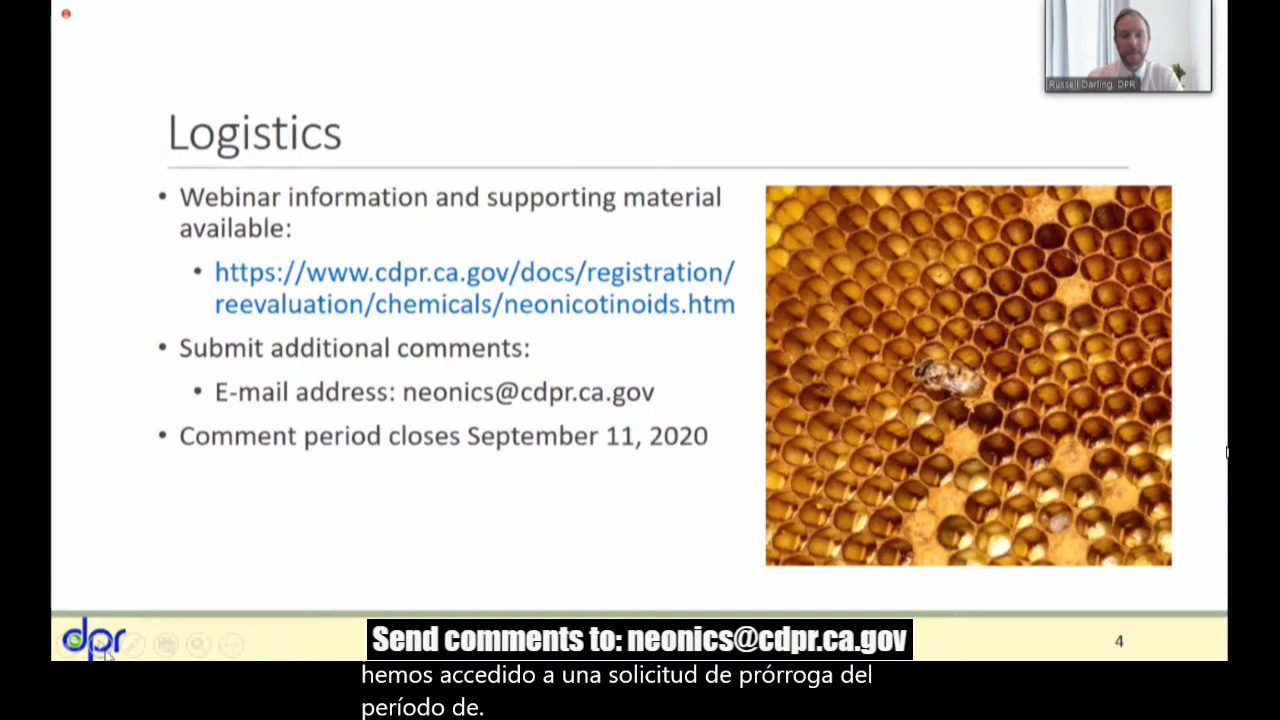 Russell Darling, DPR
Logistics
• Webinar information and supporting material
available:
• https://www.cdpr.ca.gov/docs/registration/
reevaluation/chemicals/neonicotinoids.htm
• Submit additional comments:
• E-mail address: neonics@cdpr.ca.gov
• Comment period closes September 11, 2020
dpr
Send comments to: neonics@cdpr.ca.gov
4
hemos accedido a una solicitud de prórroga del
período de.